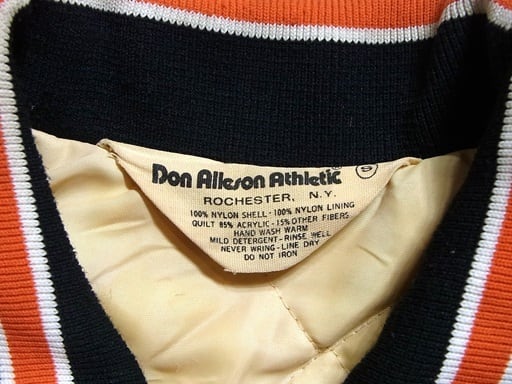 Don Alleson Athletic® S
ROCHESTER, N.Y.
100% NYLON SHELL - 100% NYLON LINING
QUILT 85% ACRYLIC - 15% OTHER FIBERS
HAND WASH WARM
MILD DETERGENT - RINSE WELL
NEVER WRING - LINE DRY
DO NOT IRON